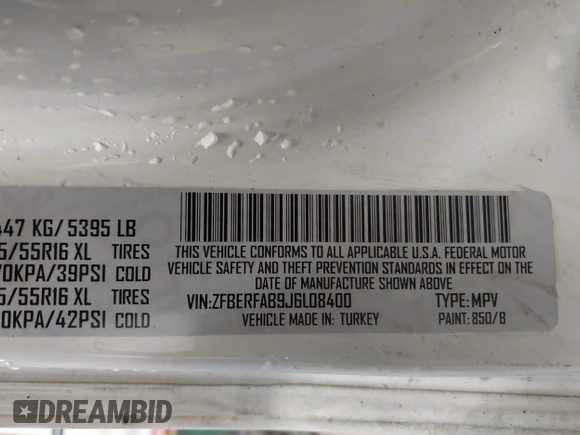 447 KG/ 5395 LB
5/55R16 XL TIRES
70KPA/39PSI COLD
5/55R16 XL TIRES
0KPA/42PSI COLD
THIS VEHICLE CONFORMS TO ALL APPLICABLE U.S.A. FEDERAL MOTOR
VEHICLE SAFETY AND THEFT PREVENTION STANDARDS IN EFFECT ON THE
DATE OF MANUFACTURE SHOWN ABOVE
VIN:ZFBERFAB9J6L08400 TYPE: MPV
VEHICLE MADE IN: TURKEY PAINT: 850/B
DREAMBID